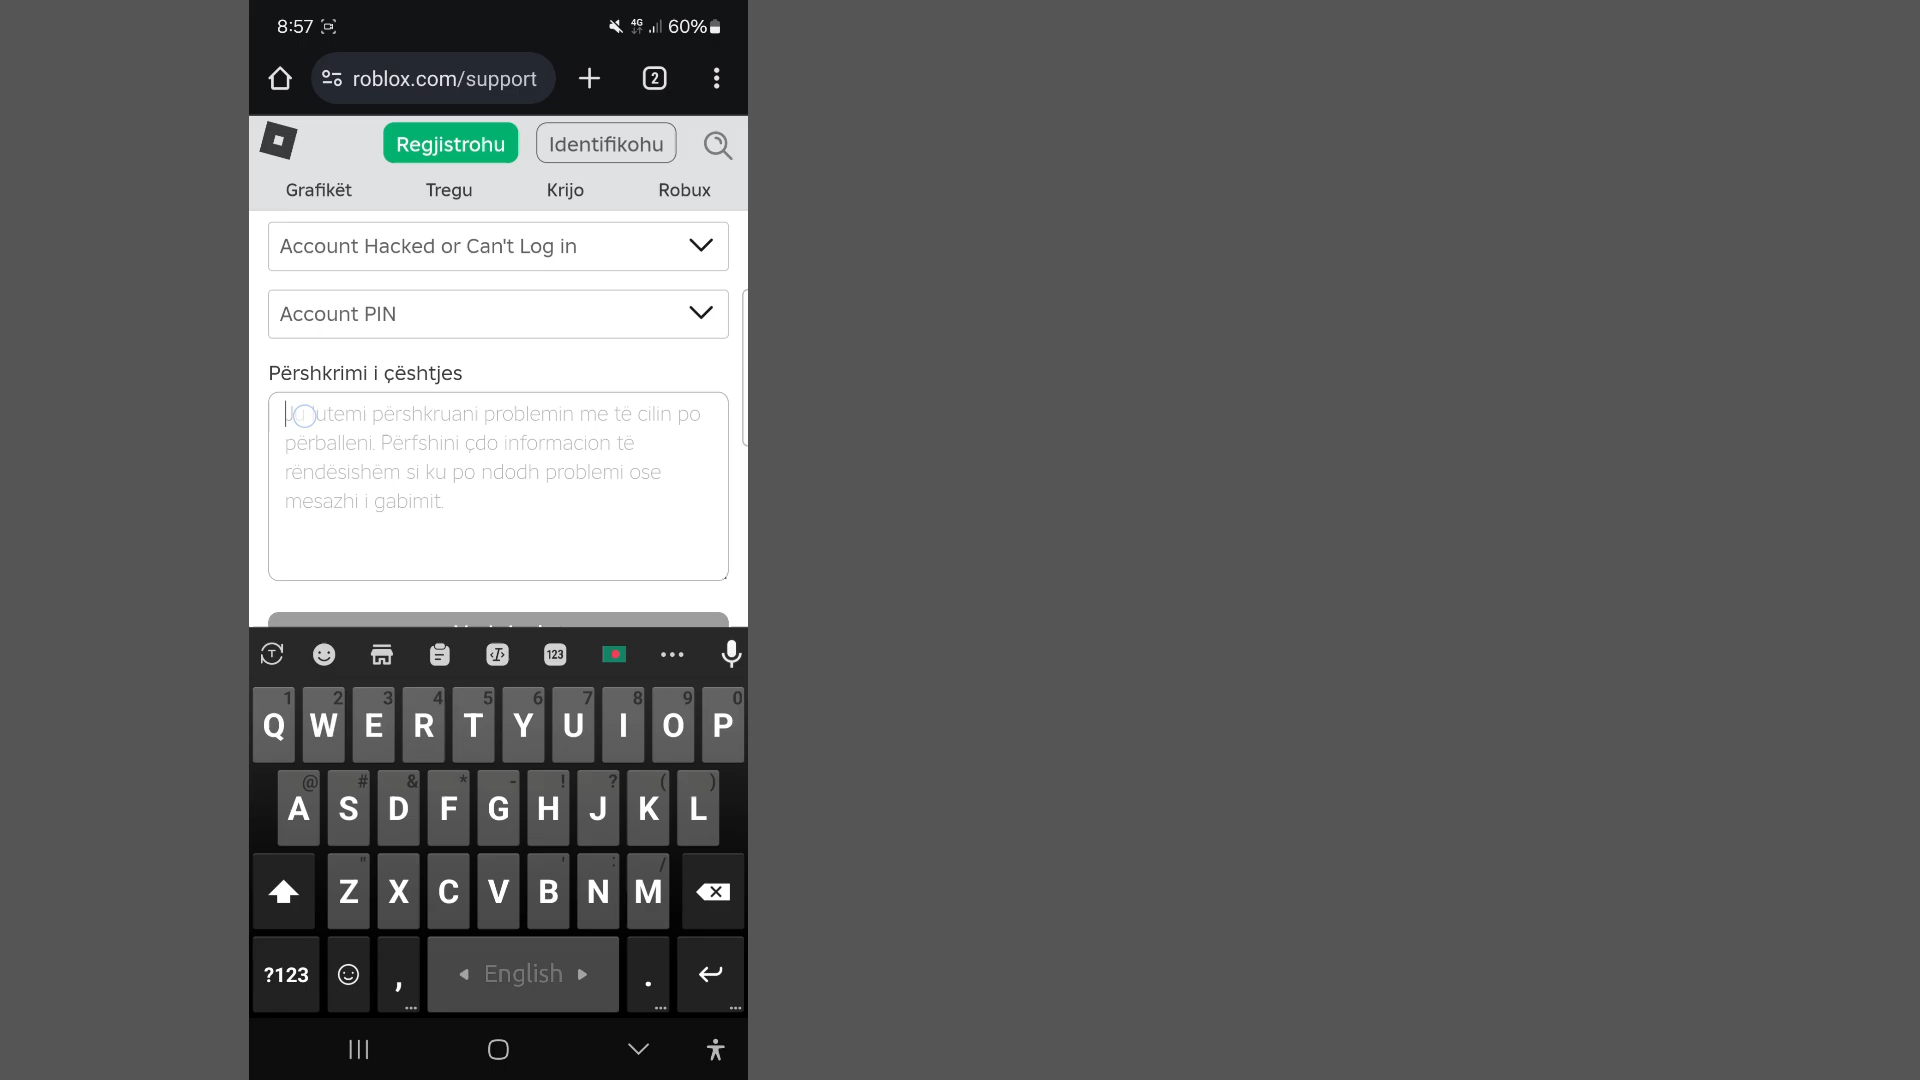 8:57 4G 60%
roblox.com/support 2
Regjistrohu Identifikohu
Grafikët Tregu Krijo Robux
Account Hacked or Can't Log in
Account PIN
Përshkrimi i çështjes
Ju lutemi përshkruani problemin me të cilin po
përballeni. Përfshini çdo informacion të
rëndësishëm si ku po ndodh problemi ose
mesazhi i gabimit.
T 123
1 2 3 4 5 6 7 8 9 0
Q W E R T Y U I O P
@ # & * - ! ? ( )
A S D F G H J K L
" ' : /
Z X C V B N M
?123 , English .